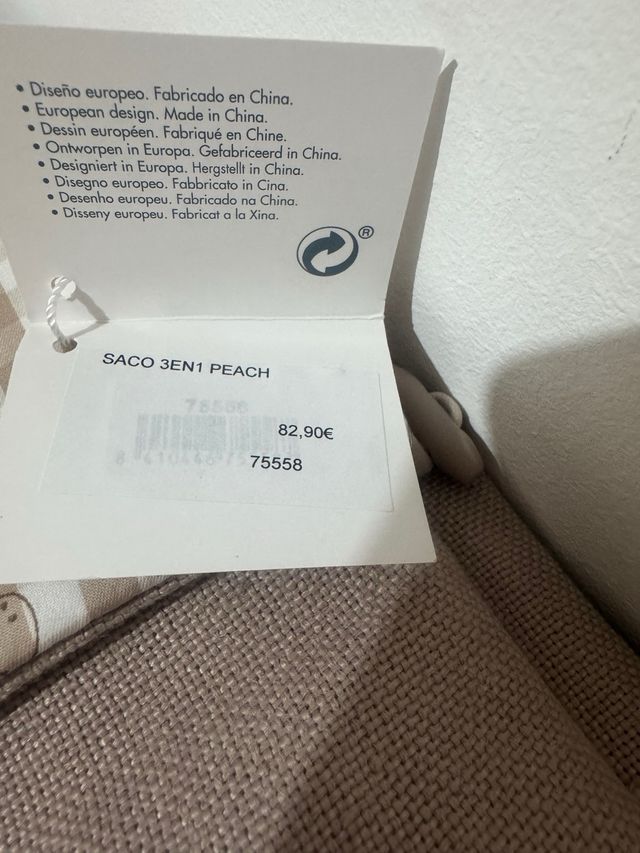 • Diseño europeo. Fabricado en China.
• European design. Made in China.
• Dessin européen. Fabriqué en Chine.
• Ontworpen in Europa. Gefabriceerd in China.
• Designiert in Europa. Hergstellt in China.
• Disegno europeo. Fabbricato in Cina.
• Desenho europeu. Fabricado na China.
• Disseny europeu. Fabricat a la Xina.
®
SACO 3EN1 PEACH
82,90€
75558